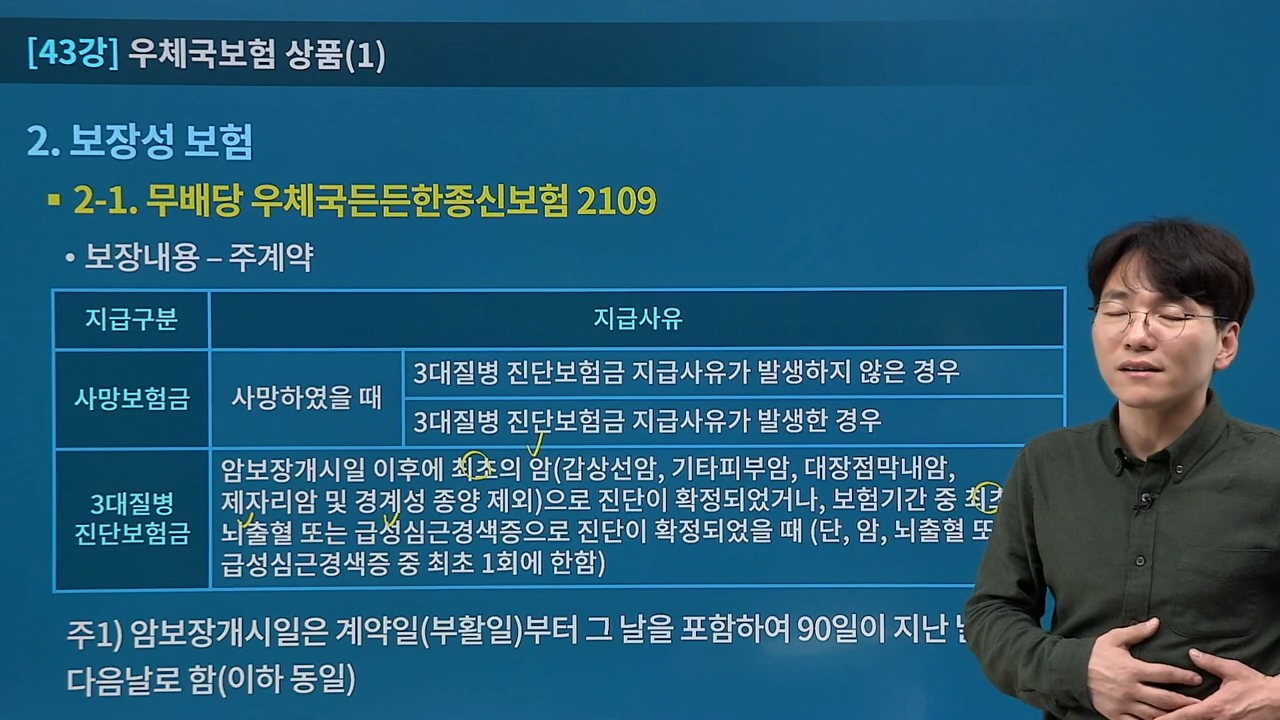 [43강] 우체국보험 상품(1)
2. 보장성 보험
▪ 2-1. 무배당 우체국든든한종신보험 2109
• 보장내용 – 주계약
지급구분 지급사유
사망보험금 사망하였을 때 3대질병 진단보험금 지급사유가 발생하지 않은 경우
3대질병 진단보험금 지급사유가 발생한 경우
3대질병
진단보험금
암보장개시일 이후에 최초의 암(갑상선암, 기타피부암, 대장점막내암,
제자리암 및 경계성 종양 제외)으로 진단이 확정되었거나, 보험기간 중 최초
뇌출혈 또는 급성심근경색증으로 진단이 확정되었을 때 (단, 암, 뇌출혈
급성심근경색증 중 최초 1회에 한함)
주1) 암보장개시일은 계약일(부활일)부터 그 날을 포함하여 90일이 지난
다음날로 함(이하 동일)